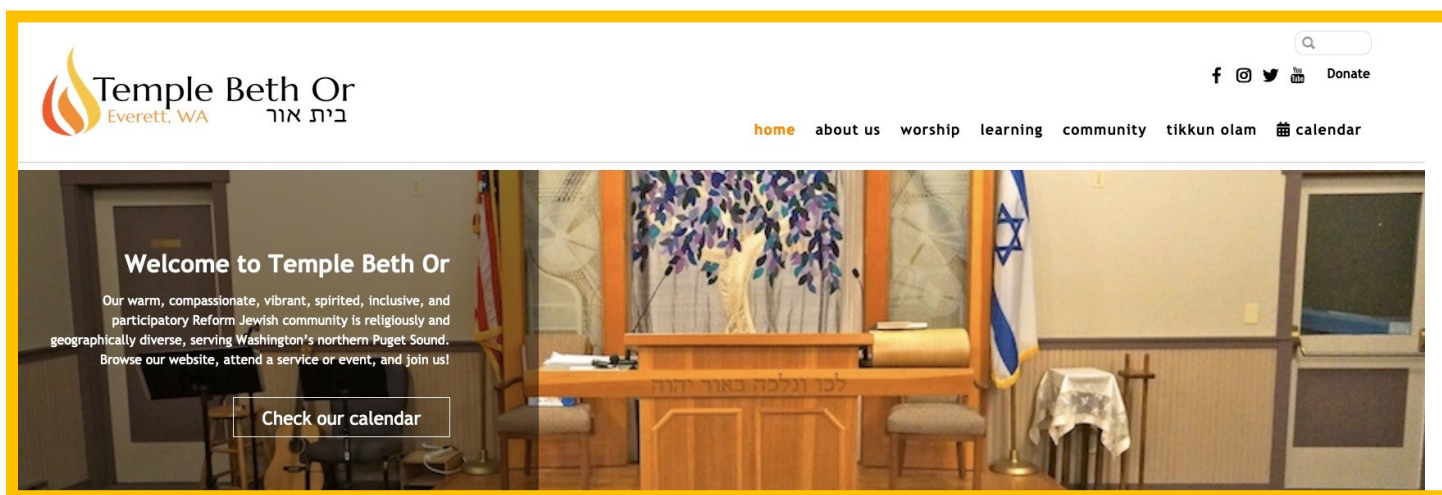 Temple Beth Or
Everett, WA בית אור
You
Tube
Donate
home about us worship learning community tikkun olam calendar
Welcome to Temple Beth Or
Our warm, compassionate, vibrant, spirited, inclusive, and
participatory Reform Jewish community is religiously and
geographically diverse, serving Washington's northern Puget Sound.
Browse our website, attend a service or event, and join us!
Check our calendar
לכו ונלכה באור יהוה